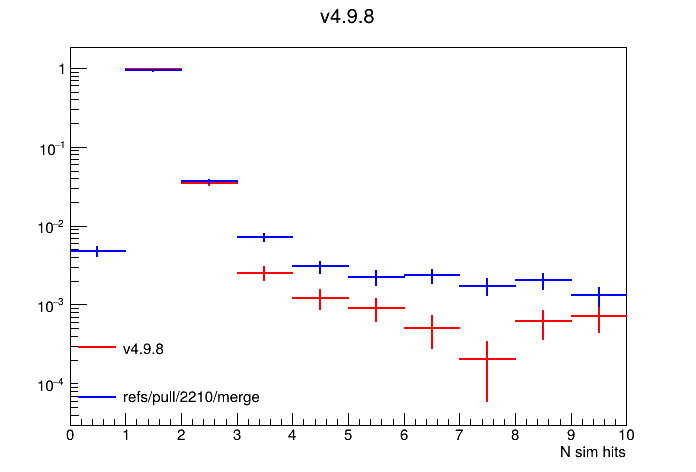 v4.9.8
1
10⁻¹
10⁻²
10⁻³
10⁻⁴
v4.9.8
refs/pull/2210/merge
0 1 2 3 4 5 6 7 8 9 10
N sim hits